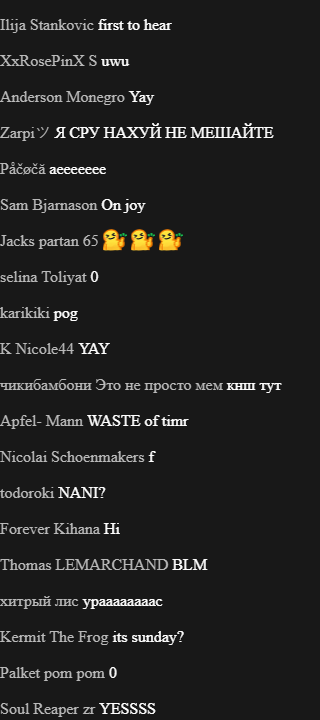 Ilija Stankovic first to hear
XxRosePinX S uwu
Anderson Monegro Yay
Zarpiツ Я СРУ НАХУЙ НЕ МЕШАЙТЕ
Påčøčă aeeeeeee
Sam Bjarnason On joy
Jacks partan 65
selina Toliyat 0
karikiki pog
K Nicole44 YAY
чикибамбони Это не просто мем кнш тут
Apfel- Mann WASTE of timr
Nicolai Schoenmakers f
todoroki NANI?
Forever Kihana Hi
Thomas LEMARCHAND BLM
хитрый лис ураааааааас
Kermit The Frog its sunday?
Palket pom pom 0
Soul Reaper zr YESSSS